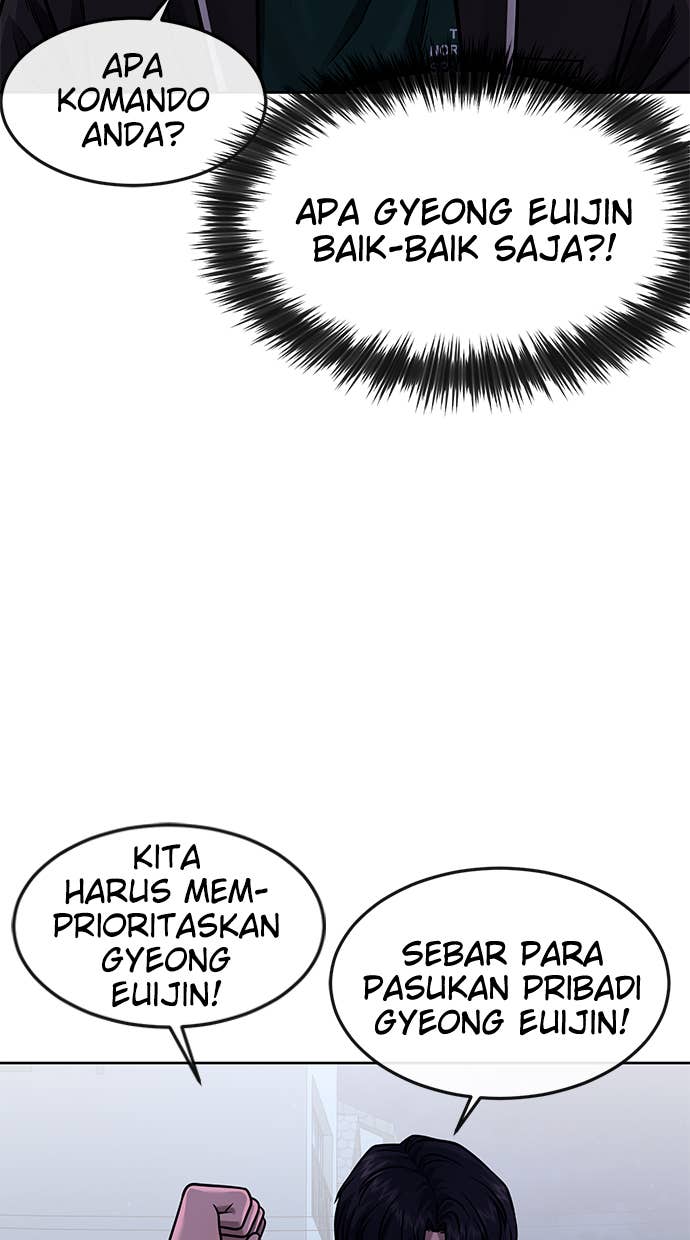 APA
KOMANDO
ANDA?
APA GYEONG EUIJIN
BAIK-BAIK SAJA?!
KITA
HARUS MEM-
PRIORITASKAN
GYEONG
EUIJIN!
SEBAR PARA
PASUKAN PRIBADI
GYEONG EUIJIN!